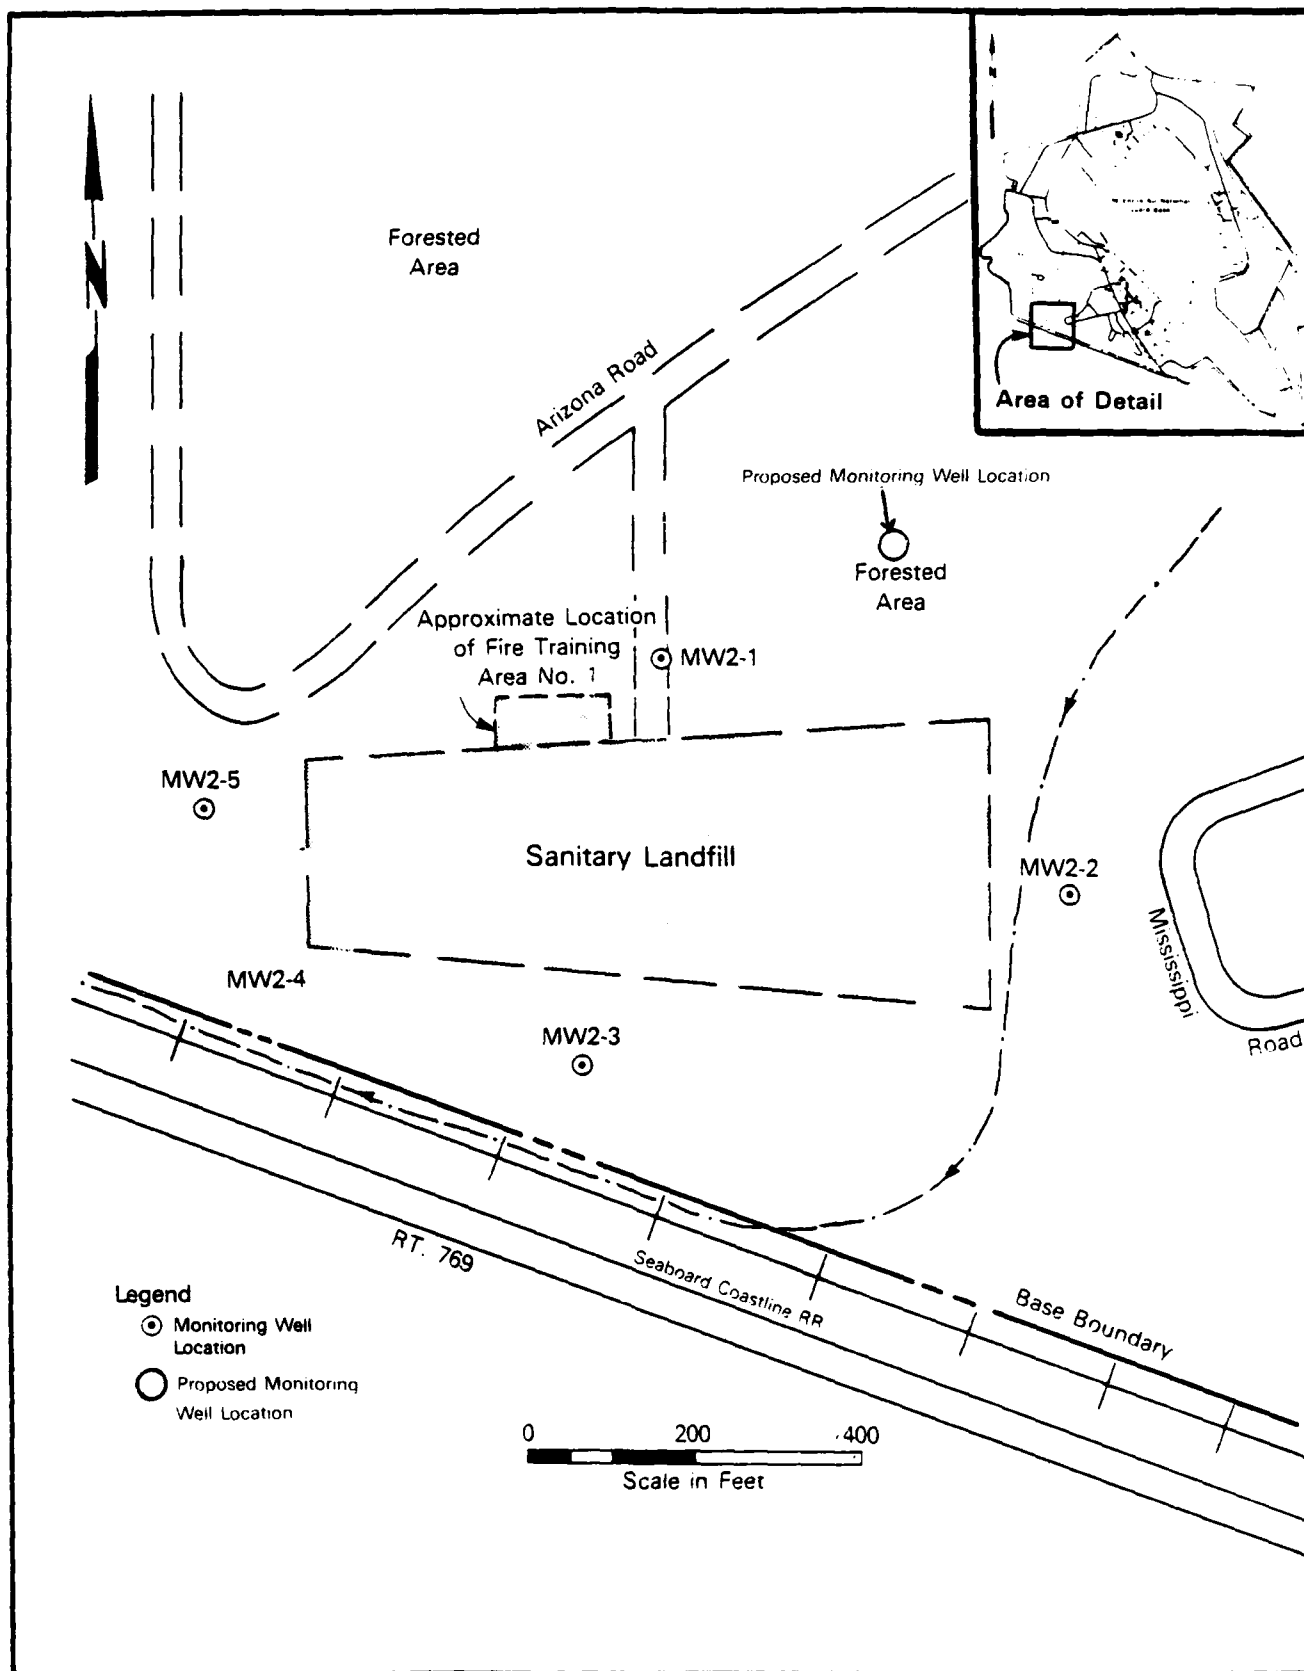 N
N
Forested
Area
Arizona Road
Area of Detail
Proposed Monitoring Well Location
Forested
Area
Approximate Location
of Fire Training
Area No. 1
MW2-1
MW2-5
Sanitary Landfill
MW2-2
Mississippi
Road
MW2-4
MW2-3
RT. 769
Seaboard Coastline RR
Base Boundary
Legend
Monitoring Well
Location
Proposed Monitoring
Well Location
0 200 400
Scale in Feet